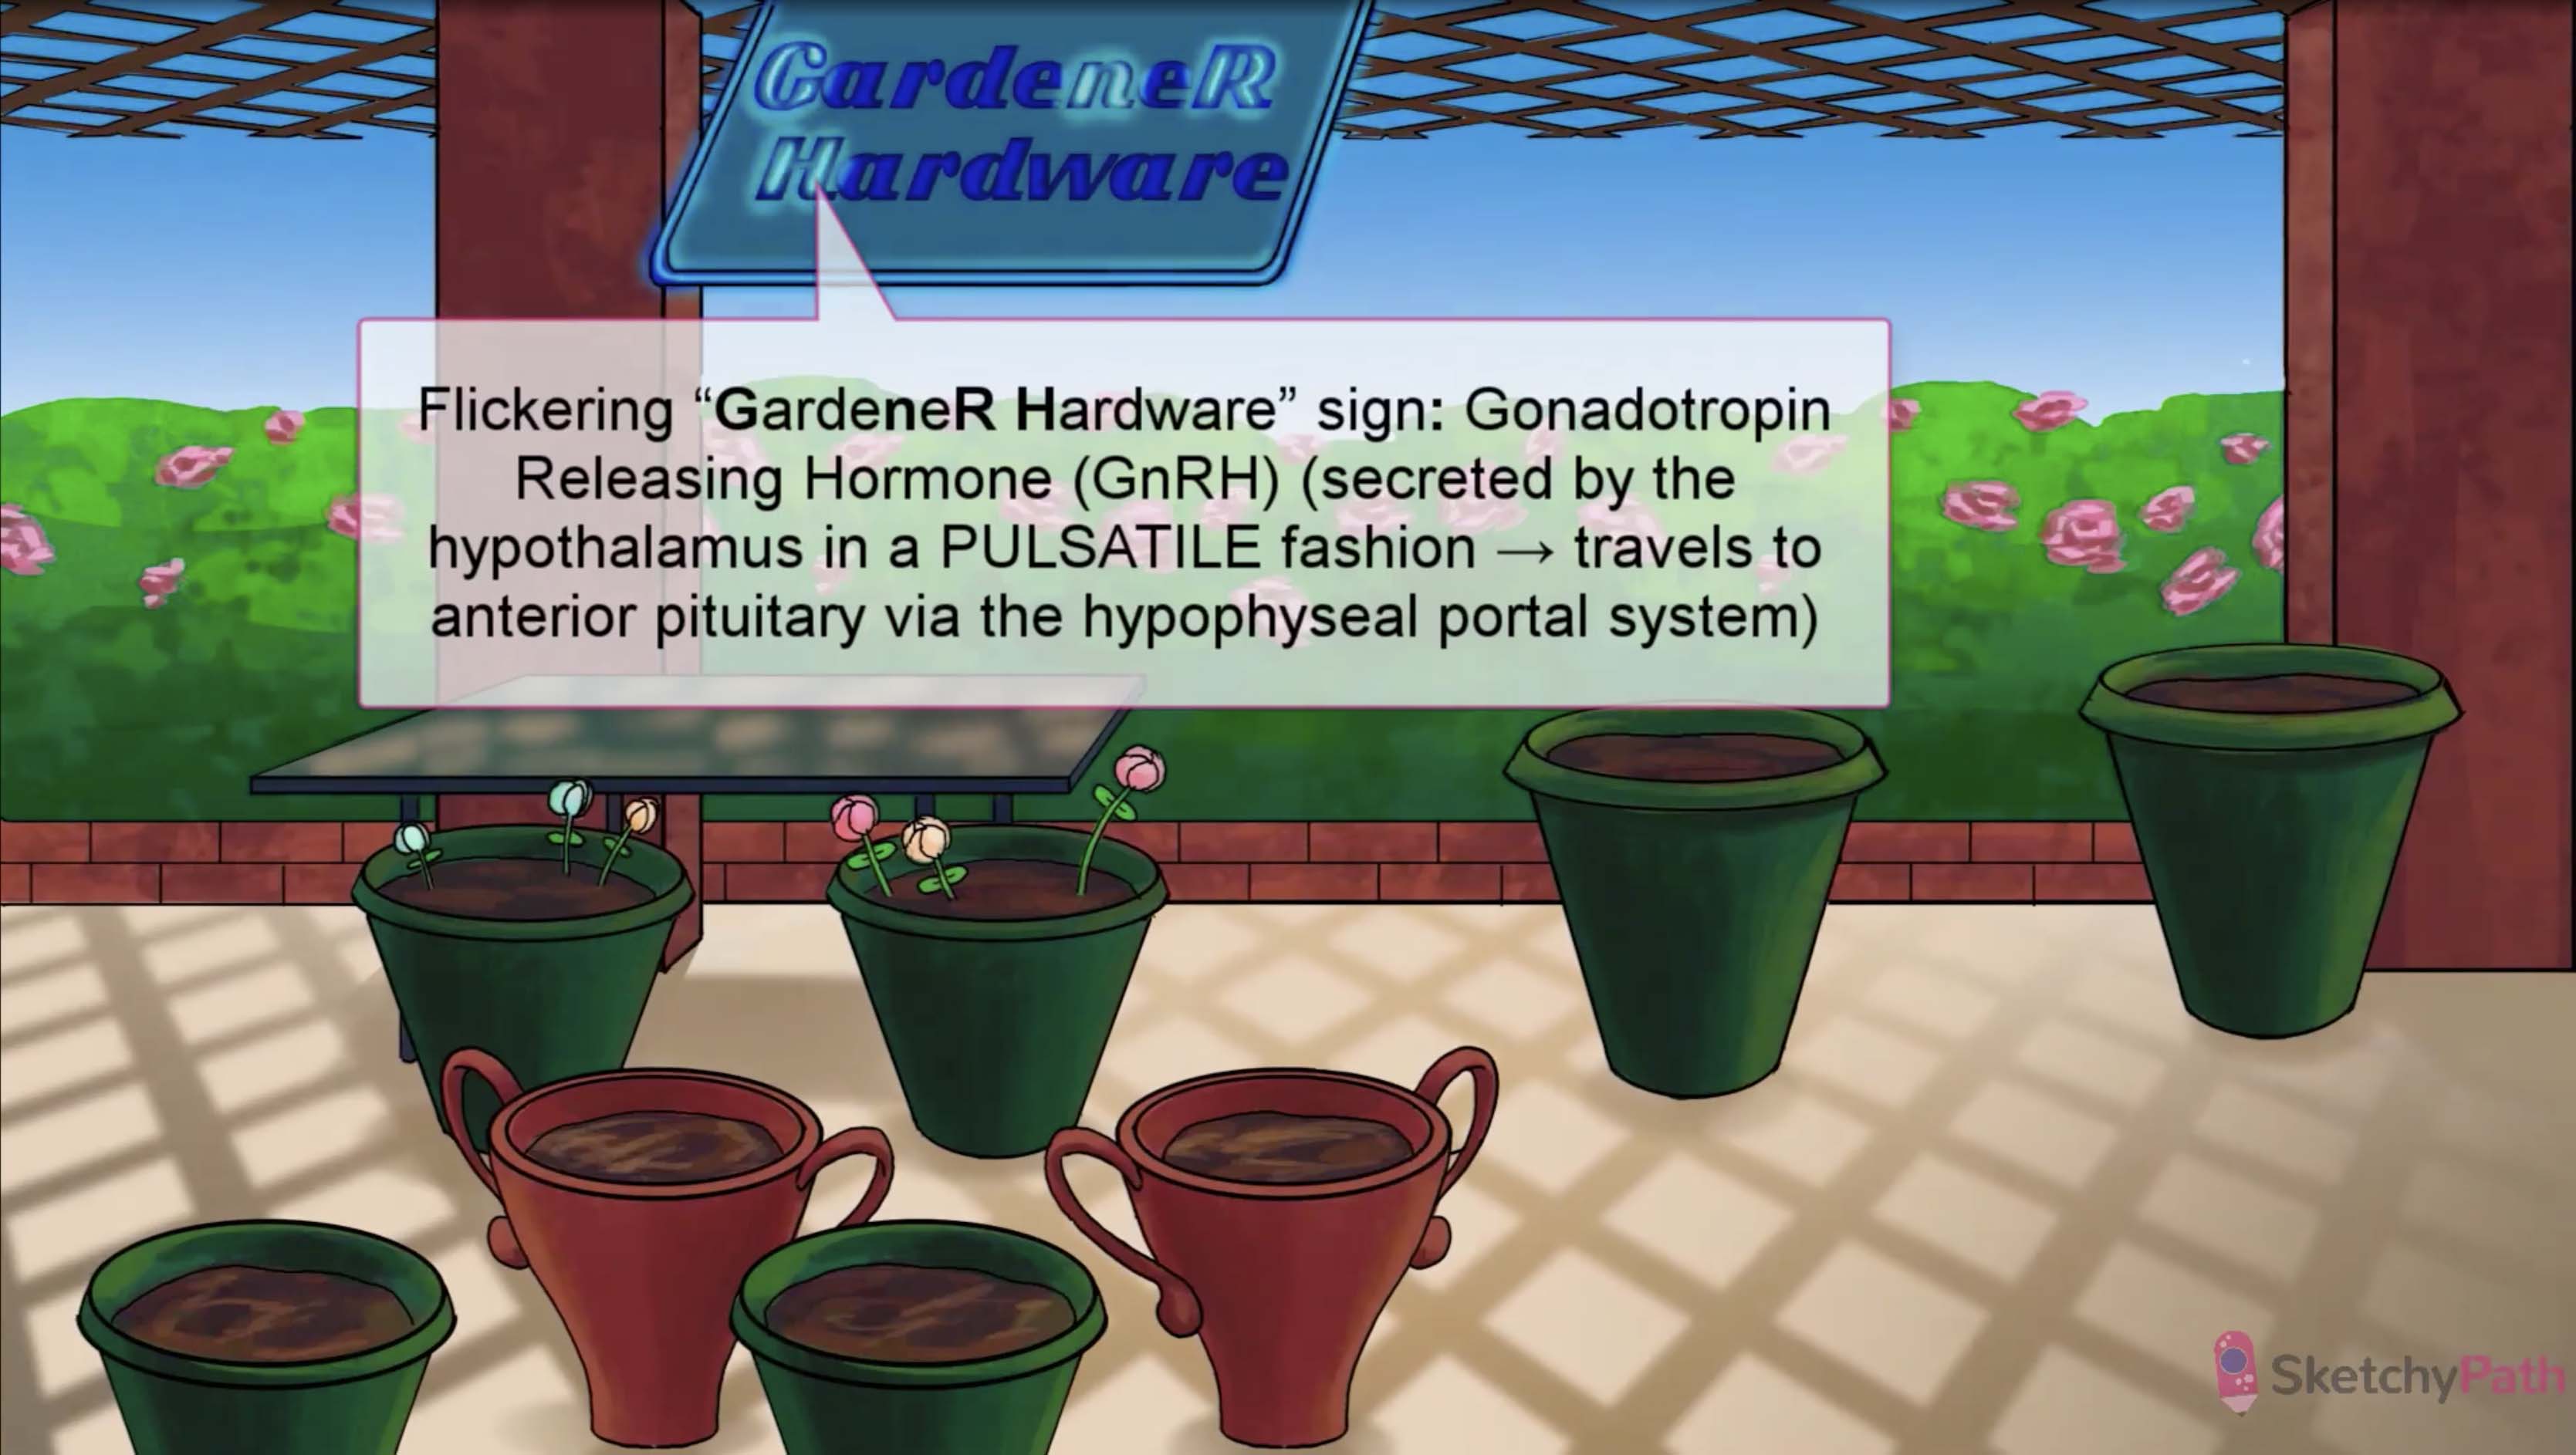 GardeneR
Hardware
Flickering “GardeneR Hardware” sign: Gonadotropin
Releasing Hormone (GnRH) (secreted by the
hypothalamus in a PULSATILE fashion → travels to
anterior pituitary via the hypophyseal portal system)
SketchyPath